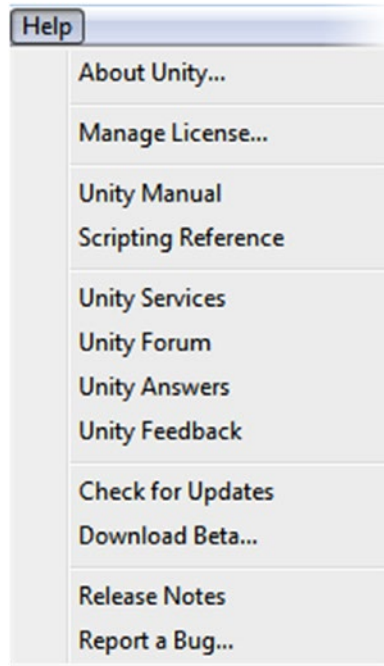 Help
About Unity...
Manage License...
Unity Manual
Scripting Reference
Unity Services
Unity Forum
Unity Answers
Unity Feedback
Check for Updates
Download Beta...
Release Notes
Report a Bug...